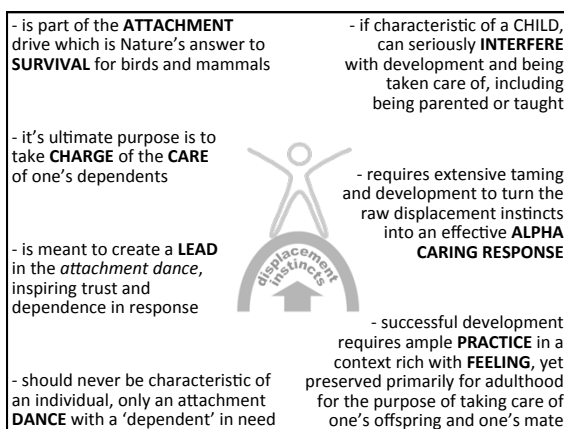 - is part of the ATTACHMENT
drive which is Nature's answer to
SURVIVAL for birds and mammals
- it's ultimate purpose is to
take CHARGE of the CARE
of one's dependents
- is meant to create a LEAD
in the attachment dance,
inspiring trust and
dependence in response
- should never be characteristic of
an individual, only an attachment
DANCE with a 'dependent' in need
displacement
instincts
- if characteristic of a CHILD,
can seriously INTERFERE
with development and being
taken care of, including
being parented or taught
- requires extensive taming
and development to turn the
raw displacement instincts
into an effective ALPHA
CARING RESPONSE
- successful development
requires ample PRACTICE in a
context rich with FEELING, yet
preserved primarily for adulthood
for the purpose of taking care of
one's offspring and one's mate